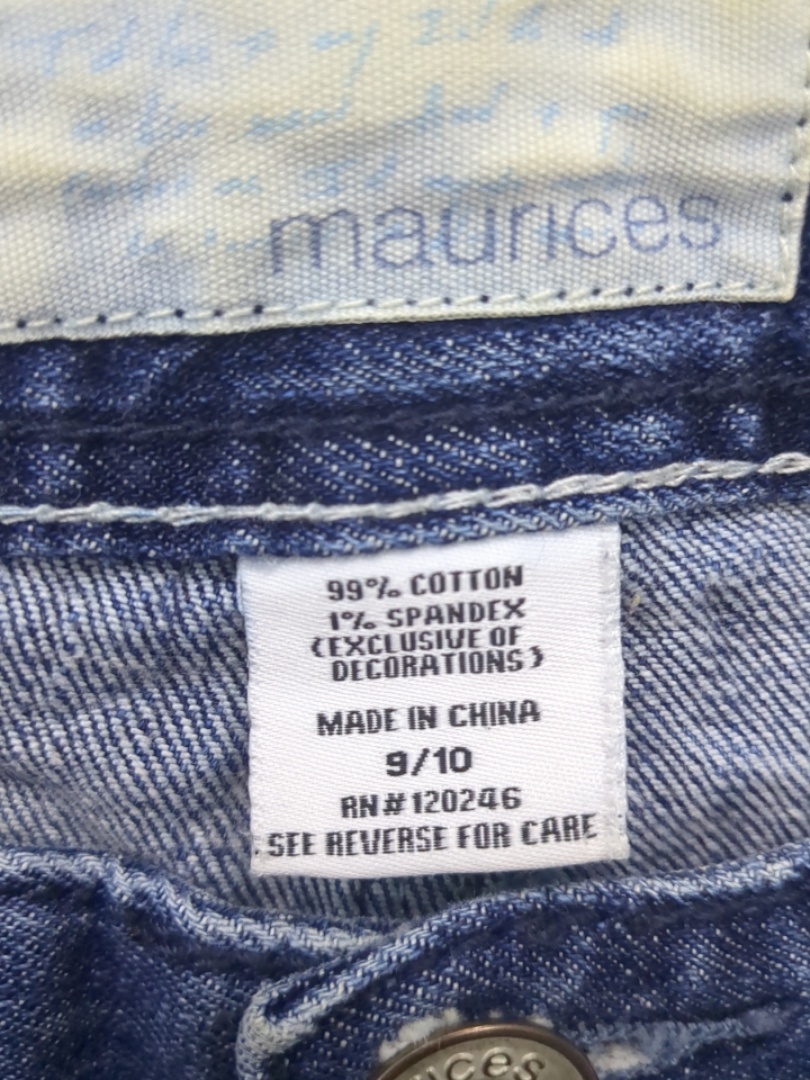 maurices
99% COTTON
1% SPANDEX
(EXCLUSIVE OF
DECORATIONS)
MADE IN CHINA
9/10
RN#120246
SEE REVERSE FOR CARE